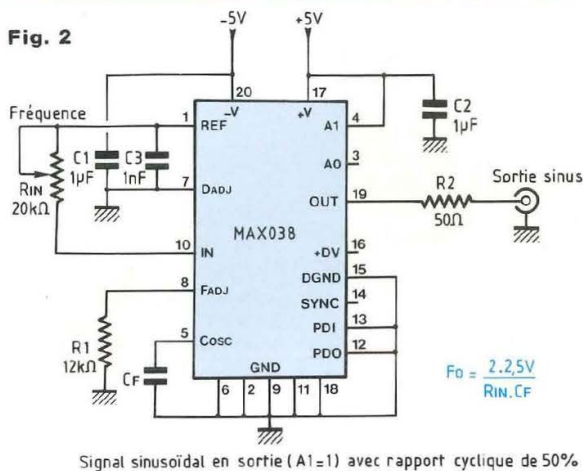 Fig. 2
-5V
+5V
20
17
-V
+V
Fréquence
1
REF
A1
4
C2
1µF
C1
1µF
C3
1nF
A0
3
RIN
20kΩ
7
DADJ
OUT
19
R2
50Ω
Sortie sinus
MAX038
10
IN
+DV
16
8
FADJ
DGND
15
SYNC
14
R1
12kΩ
5
COSC
PDI
13
PDO
12
CF
GND
6
2
9
11
18
Fo = 2.2,5V / RIN.CF
Signal sinusoïdal en sortie (A1=1) avec rapport cyclique de 50%